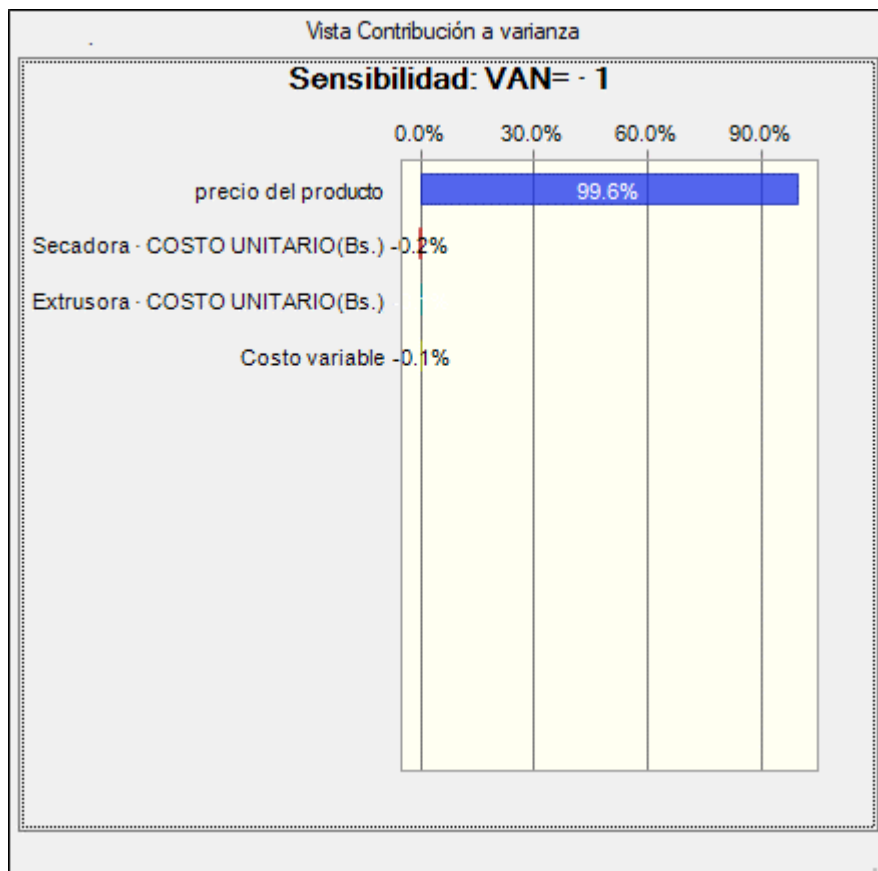 Vista Contribución a varianza
Sensibilidad: VAN= - 1
0.0% 30.0% 60.0% 90.0%
precio del producto 99.6%
Secadora - COSTO UNITARIO(Bs.) -0.2%
Extrusora - COSTO UNITARIO(Bs.)
Costo variable -0.1%